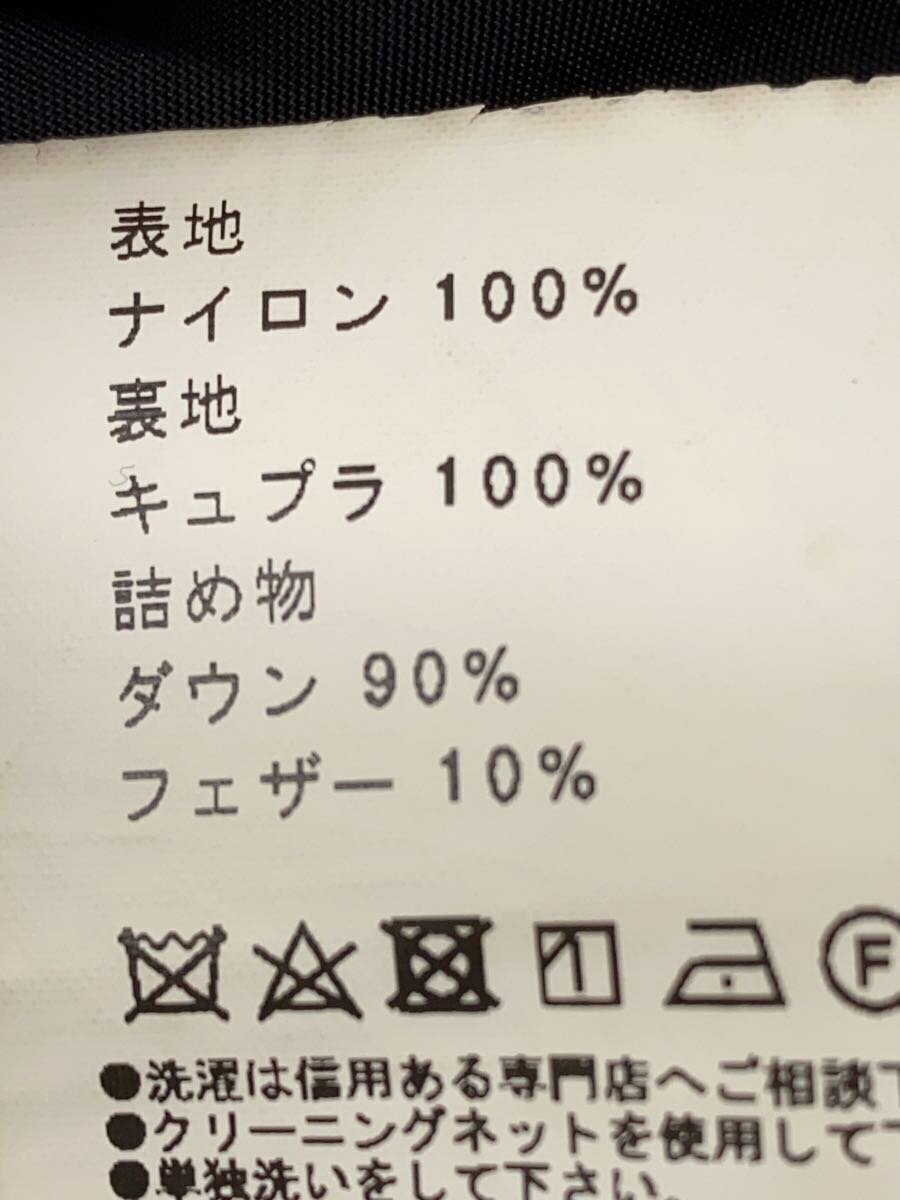 表地
ナイロン 100%
裏地
キュプラ 100%
詰め物
ダウン 90%
フェザー 10%
F
●洗濯は信用ある専門店へご相談下
●クリーニングネットを使用して下
●単独洗いをして下さい。